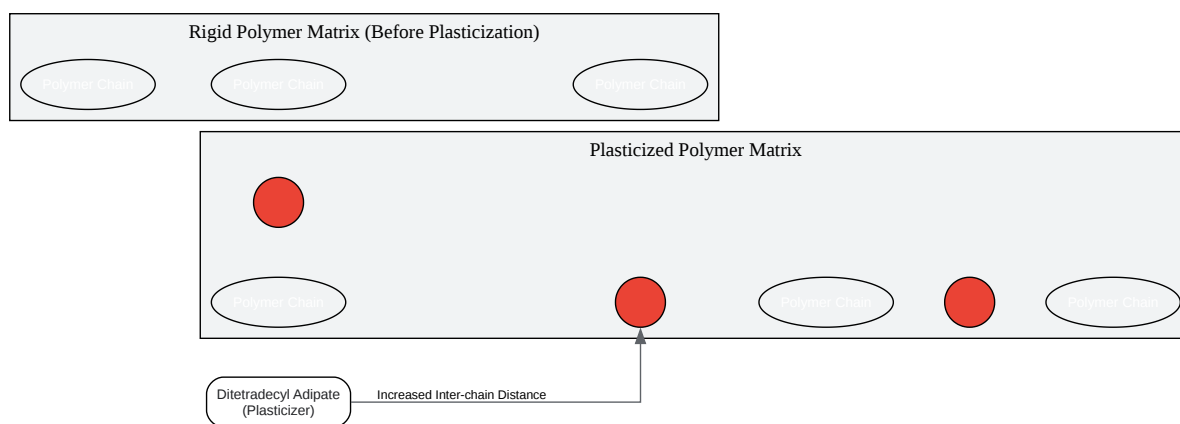 Rigid Polymer Matrix (Before Plasticization)
Polymer Chain Polymer Chain Polymer Chain
Plasticized Polymer Matrix
Polymer Chain Polymer Chain Polymer Chain
Ditetradecyl Adipate
(Plasticizer)
Increased Inter-chain Distance